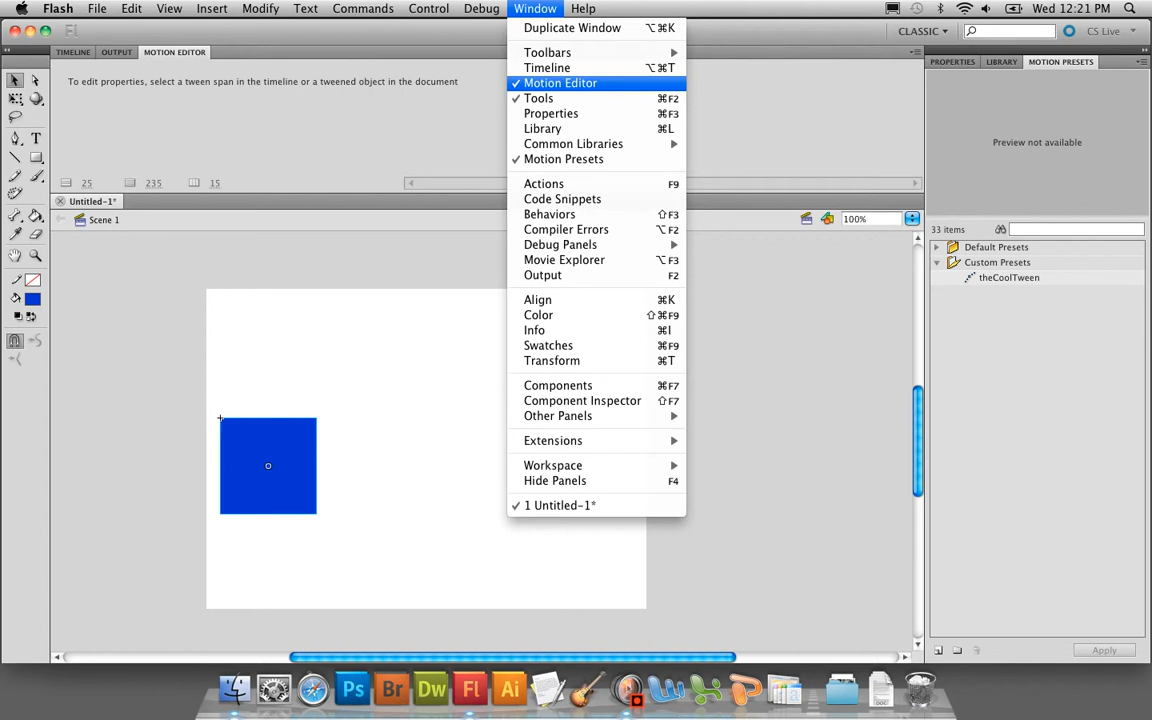 Flash File Edit View Insert Modify Text Commands Control Debug Window Help Wed 12:21 PM
Fl CLASSIC CS Live
TIMELINE OUTPUT MOTION EDITOR
To edit properties, select a tween span in the timeline or a tweened object in the document
25 235 15
Untitled-1*
Scene 1 100%
Duplicate Window ⌥⌘K
Toolbars
Timeline ⌥⌘T
✓ Motion Editor
✓ Tools ⌘F2
Properties ⌘F3
Library ⌘L
Common Libraries
✓ Motion Presets
Actions F9
Code Snippets
Behaviors ⇧F3
Compiler Errors ⌥F2
Debug Panels
Movie Explorer ⌥F3
Output F2
Align ⌘K
Color ⇧⌘F9
Info ⌘I
Swatches ⌘F9
Transform ⌘T
Components ⌘F7
Component Inspector ⇧F7
Other Panels
Extensions
Workspace
Hide Panels F4
✓ 1 Untitled-1*
PROPERTIES LIBRARY MOTION PRESETS
Preview not available
33 items
Default Presets
Custom Presets
theCoolTween
Apply
T
Ps Br Dw Fl Ai